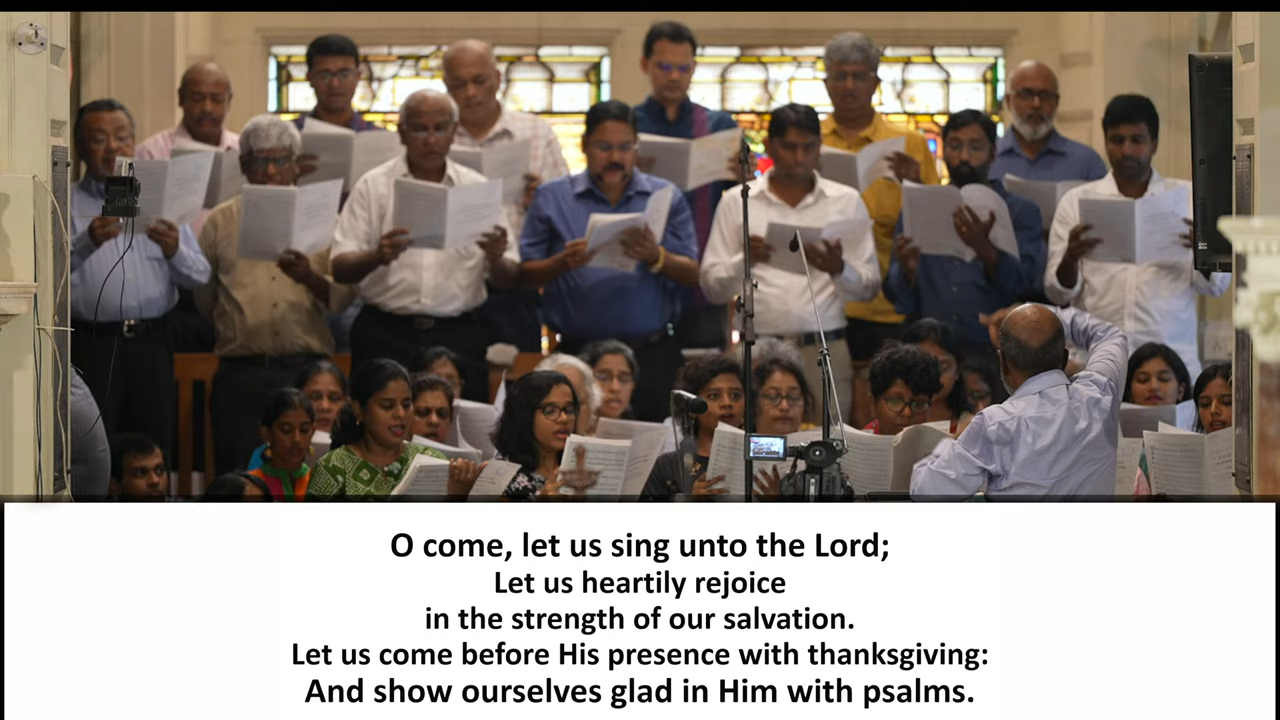 O come, let us sing unto the Lord;
Let us heartily rejoice
in the strength of our salvation.
Let us come before His presence with thanksgiving:
And show ourselves glad in Him with psalms.